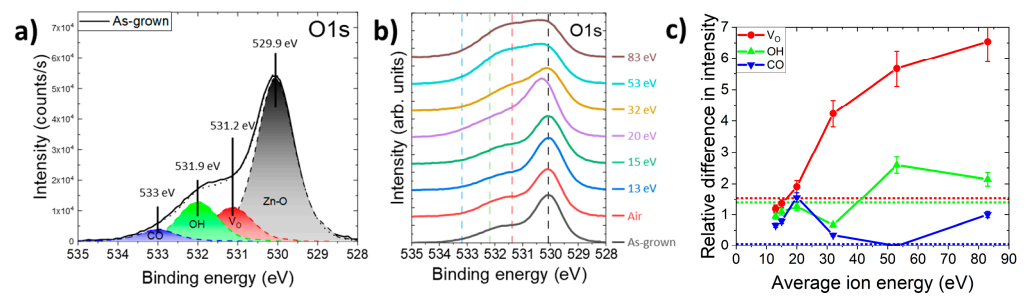 a)
As-grown
O1s
529.9 eV
531.2 eV
531.9 eV
533 eV
CO
OH
V_O
Zn-O
Intensity (counts/s)
7x10⁴
6x10⁴
5x10⁴
4x10⁴
3x10⁴
2x10⁴
1x10⁴
0
535 534 533 532 531 530 529 528
Binding energy (eV)
b)
O1s
Intensity (arb. units)
83 eV
53 eV
32 eV
20 eV
15 eV
13 eV
Air
As-grown
535 534 533 532 531 530 529 528
Binding energy (eV)
c)
V_O
OH
CO
Relative difference in intensity
7
6
5
4
3
2
1
0
0 10 20 30 40 50 60 70 80 90
Average ion energy (eV)